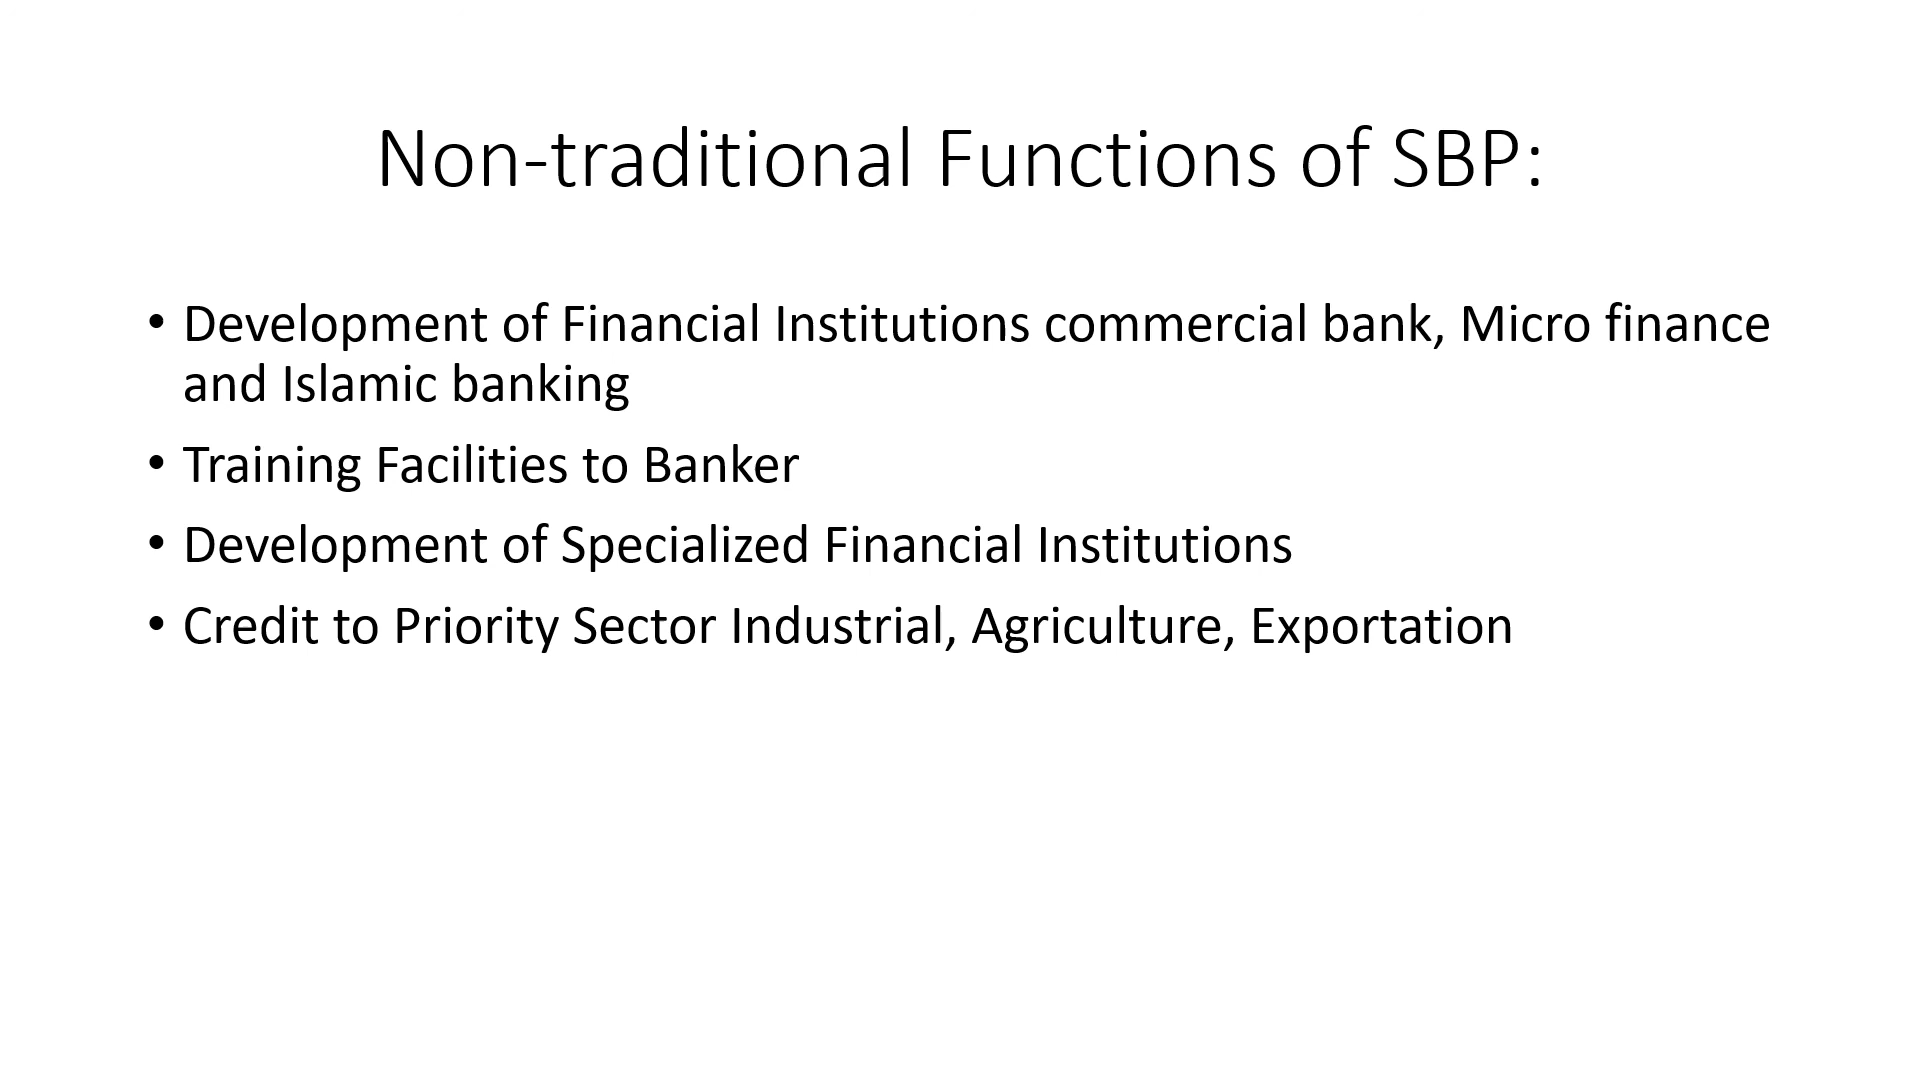 Non-traditional Functions of SBP:
• Development of Financial Institutions commercial bank, Micro finance
and Islamic banking
• Training Facilities to Banker
• Development of Specialized Financial Institutions
• Credit to Priority Sector Industrial, Agriculture, Exportation